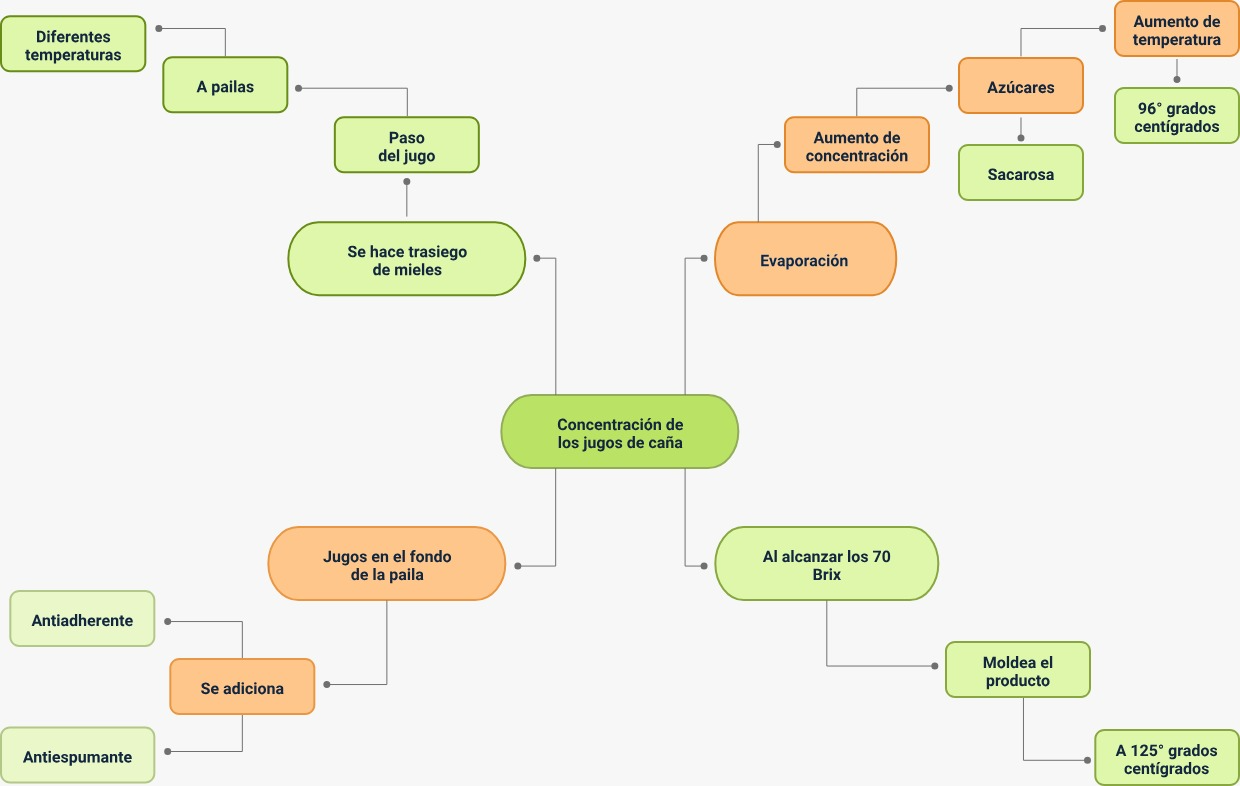 Diferentes
temperaturas
A pailas
Paso
del jugo
Se hace trasiego
de mieles
Aumento de
temperatura
Azúcares
96° grados
centígrados
Aumento de
concentración
Sacarosa
Evaporación
Concentración de
los jugos de caña
Jugos en el fondo
de la paila
Antiadherente
Se adiciona
Antiespumante
Al alcanzar los 70
Brix
Moldea el
producto
A 125° grados
centígrados